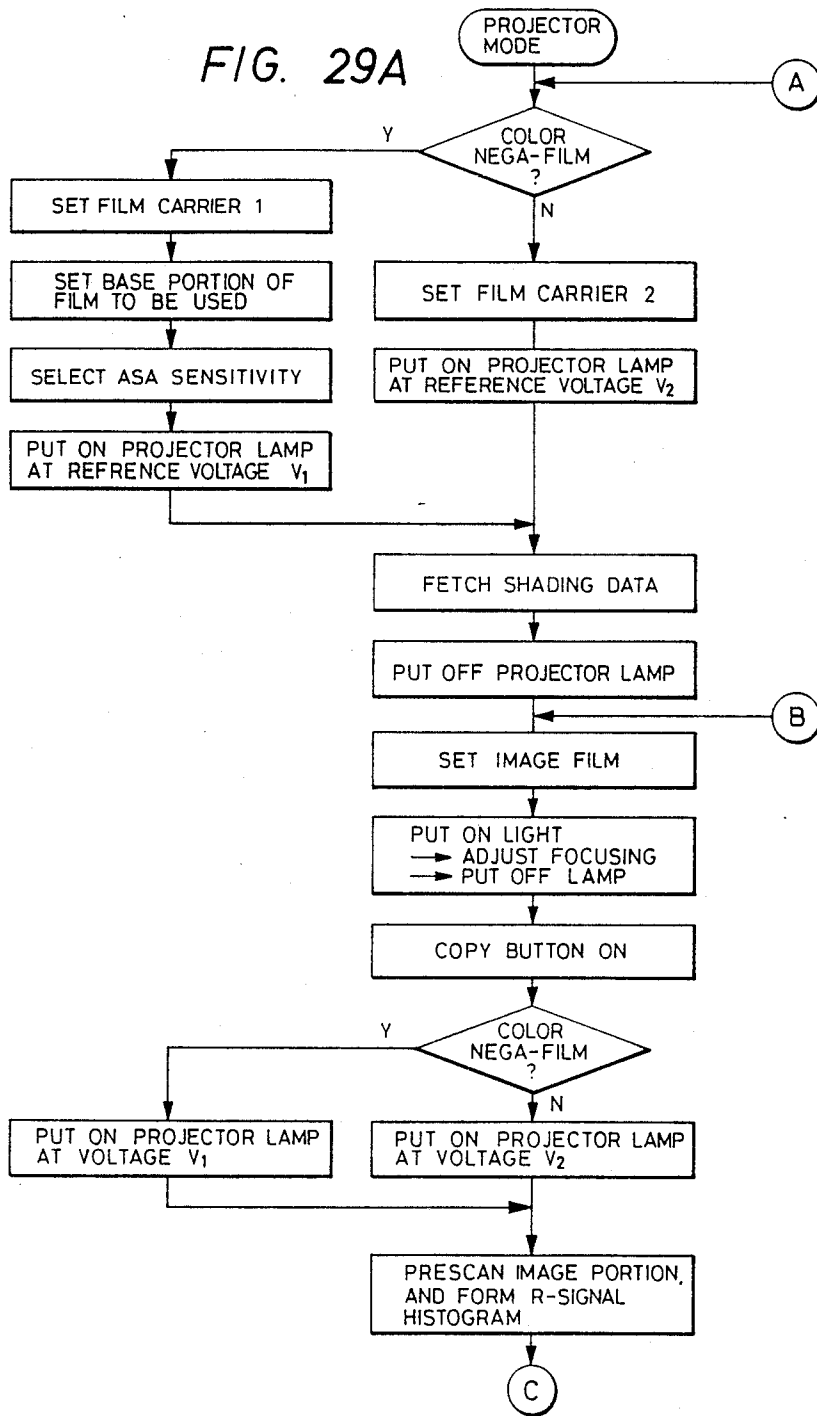 FIG. 29A
PROJECTOR
MODE
A
COLOR
NEGA-FILM
?
Y
N
SET FILM CARRIER 1
SET BASE PORTION OF
FILM TO BE USED
SELECT ASA SENSITIVITY
PUT ON PROJECTOR LAMP
AT REFRENCE VOLTAGE V1
SET FILM CARRIER 2
PUT ON PROJECTOR LAMP
AT REFERENCE VOLTAGE V2
FETCH SHADING DATA
PUT OFF PROJECTOR LAMP
B
SET IMAGE FILM
PUT ON LIGHT
→ ADJUST FOCUSING
→ PUT OFF LAMP
COPY BUTTON ON
COLOR
NEGA-FILM
?
Y
N
PUT ON PROJECTOR LAMP
AT VOLTAGE V1
PUT ON PROJECTOR LAMP
AT VOLTAGE V2
PRESCAN IMAGE PORTION,
AND FORM R-SIGNAL
HISTOGRAM
C